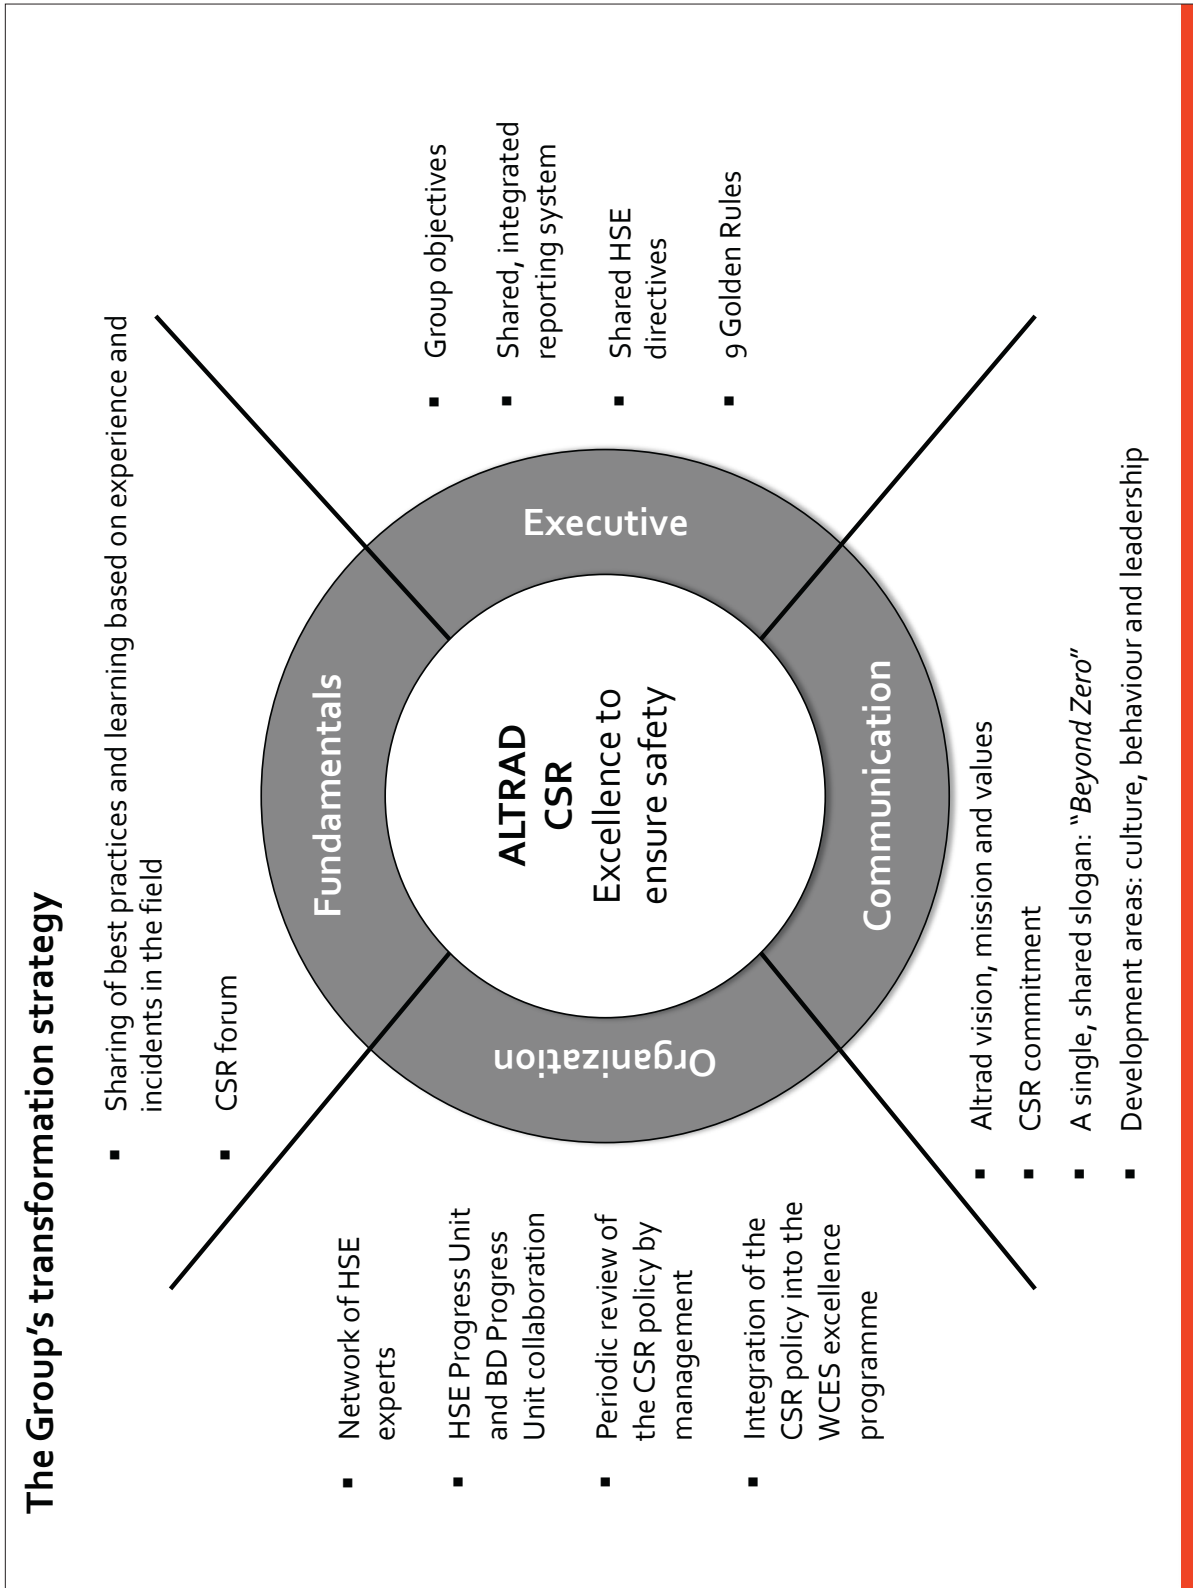 The Group's transformation strategy
▪ Sharing of best practices and learning based on experience and
incidents in the field
▪ CSR forum
Fundamentals
▪ Network of HSE
experts
▪ HSE Progress Unit
and BD Progress
Unit collaboration
▪ Periodic review of
the CSR policy by
management
▪ Integration of the
CSR policy into the
WCES excellence
programme
Organization
ALTRAD
CSR
Excellence to
ensure safety
Executive
▪ Group objectives
▪ Shared, integrated
reporting system
▪ Shared HSE
directives
▪ 9 Golden Rules
Communication
▪ Altrad vision, mission and values
▪ CSR commitment
▪ A single, shared slogan: “Beyond Zero”
▪ Development areas: culture, behaviour and leadership